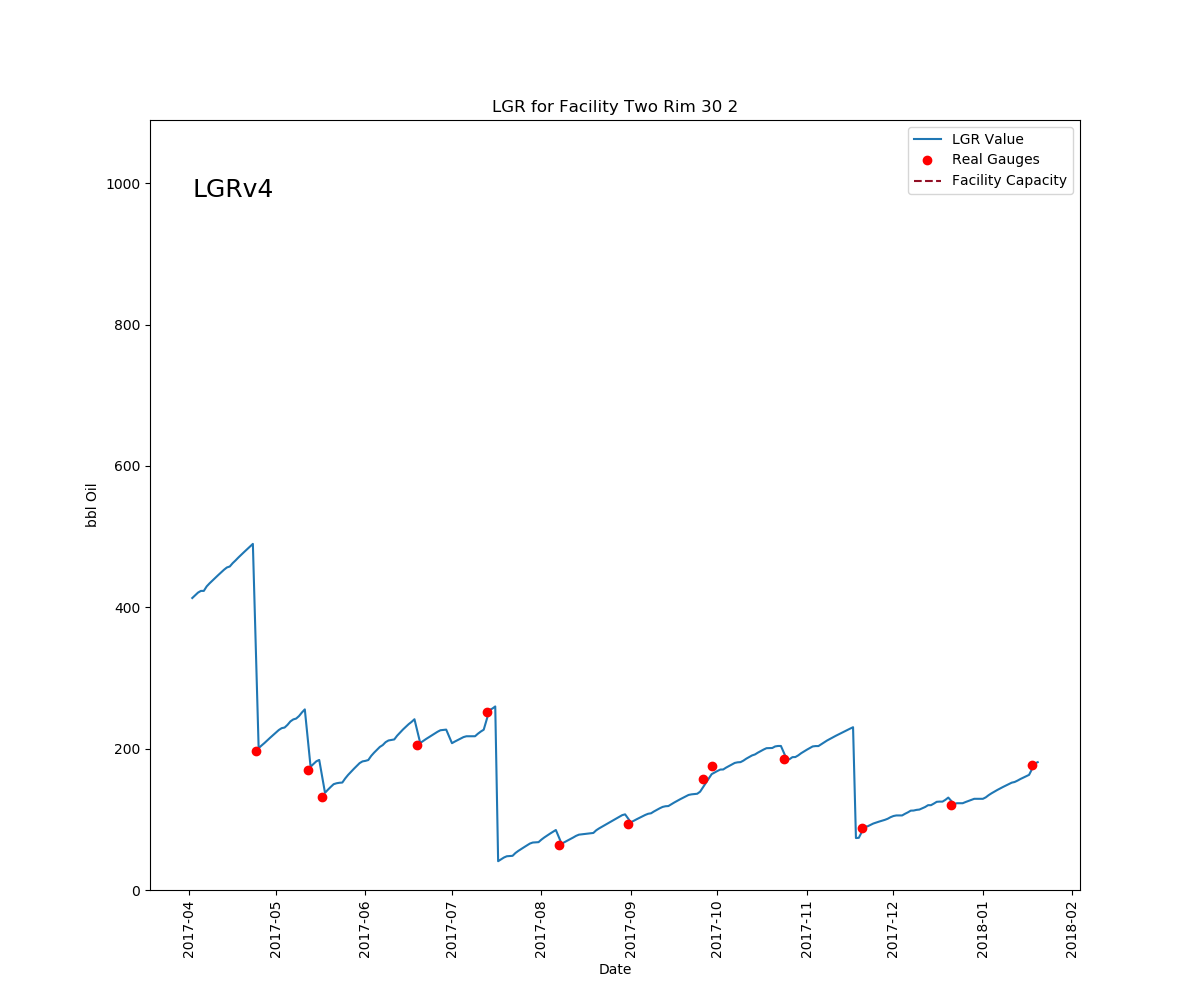 LGR for Facility Two Rim 30 2
LGRv4
LGR Value
Real Gauges
Facility Capacity
bbl Oil
1000
800
600
400
200
0
2017-04
2017-05
2017-06
2017-07
2017-08
2017-09
2017-10
2017-11
2017-12
2018-01
2018-02
Date